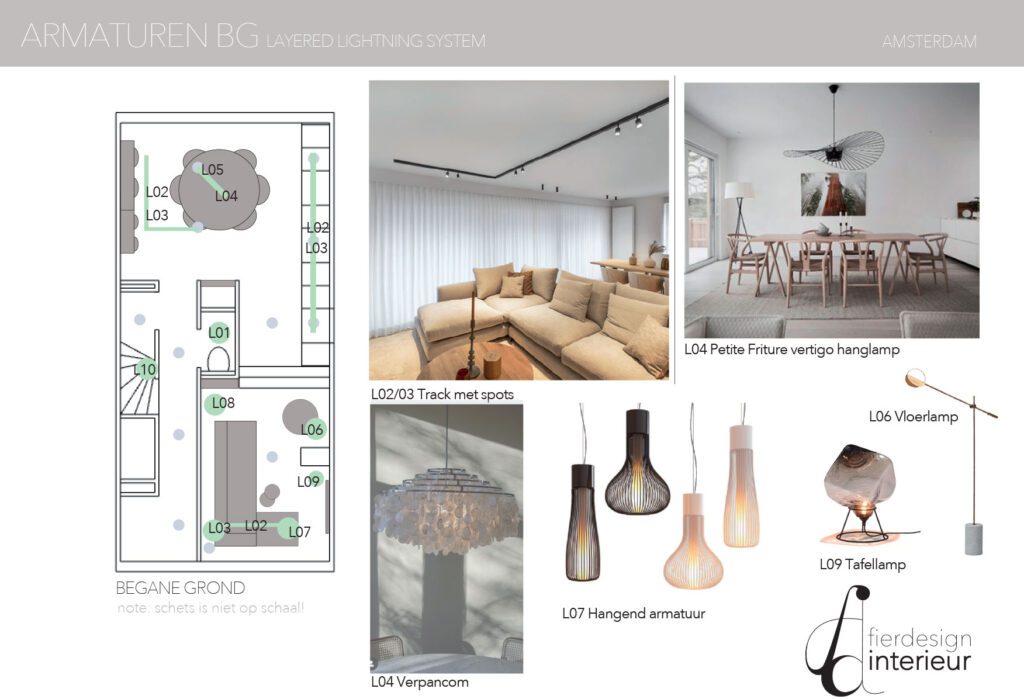 ARMATUREN BG LAYERED LIGHTNING SYSTEM
AMSTERDAM
L05
L02
L04
L03
L02
L03
L01
L10
L08
L06
L09
L03
L02
L07
BEGANE GROND
note: schets is niet op schaal!
L02/03 Track met spots
L04 Petite Friture vertigo hanglamp
L04 Verpancom
L07 Hangend armatuur
L06 Vloerlamp
L09 Tafellamp
fierdesign
interieur